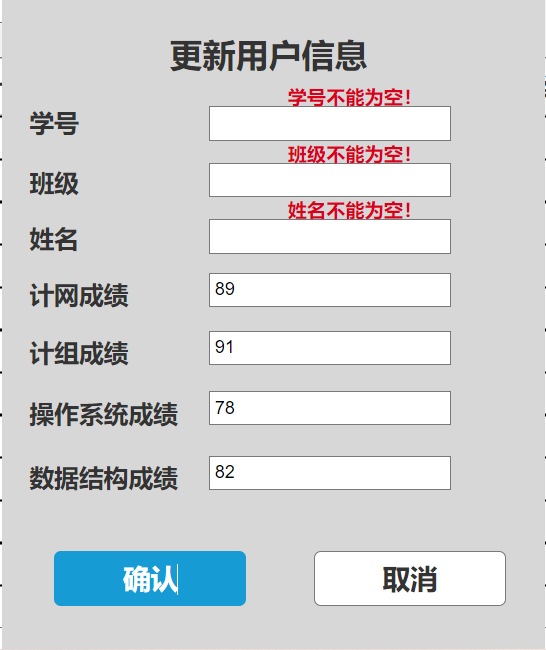 更新用户信息
学号不能为空！
学号
班级不能为空！
班级
姓名不能为空！
姓名
计网成绩 89
计组成绩 91
操作系统成绩 78
数据结构成绩 82
确认 取消